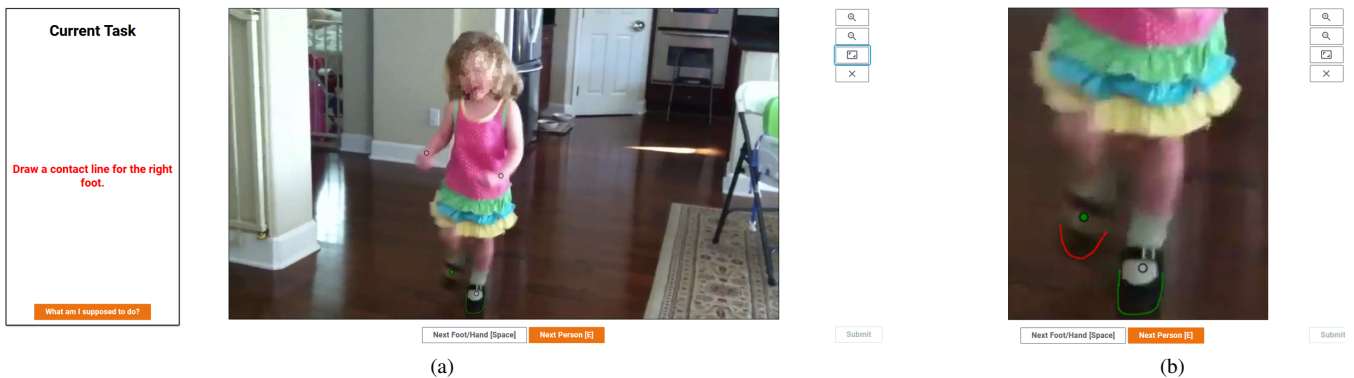 Current Task
Draw a contact line for the right
foot.
What am I supposed to do?
Next Foot/Hand [Space]
Next Person [E]
Submit
(a)
Next Foot/Hand [Space]
Next Person [E]
Submit
(b)